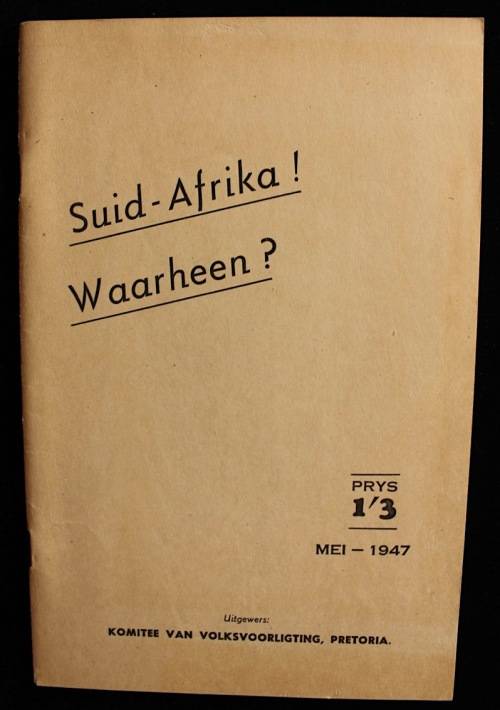 Suid-Afrika !
Waarheen ?
PRYS
1'3
MEI — 1947
Uitgewers:
KOMITEE VAN VOLKSVOORLIGTING, PRETORIA.